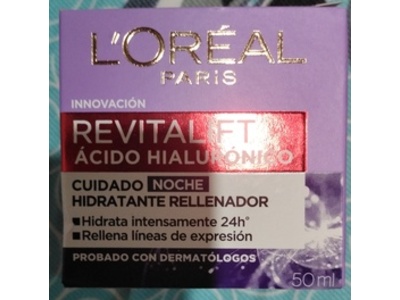 L'ORÉAL
PARIS
INNOVACIÓN
REVITALIFT
ÁCIDO HIALURÓNICO
CUIDADO NOCHE
HIDRATANTE RELLENADOR
Hidrata intensamente 24h*
Rellena líneas de expresión
PROBADO CON DERMATÓLOGOS
50 ml